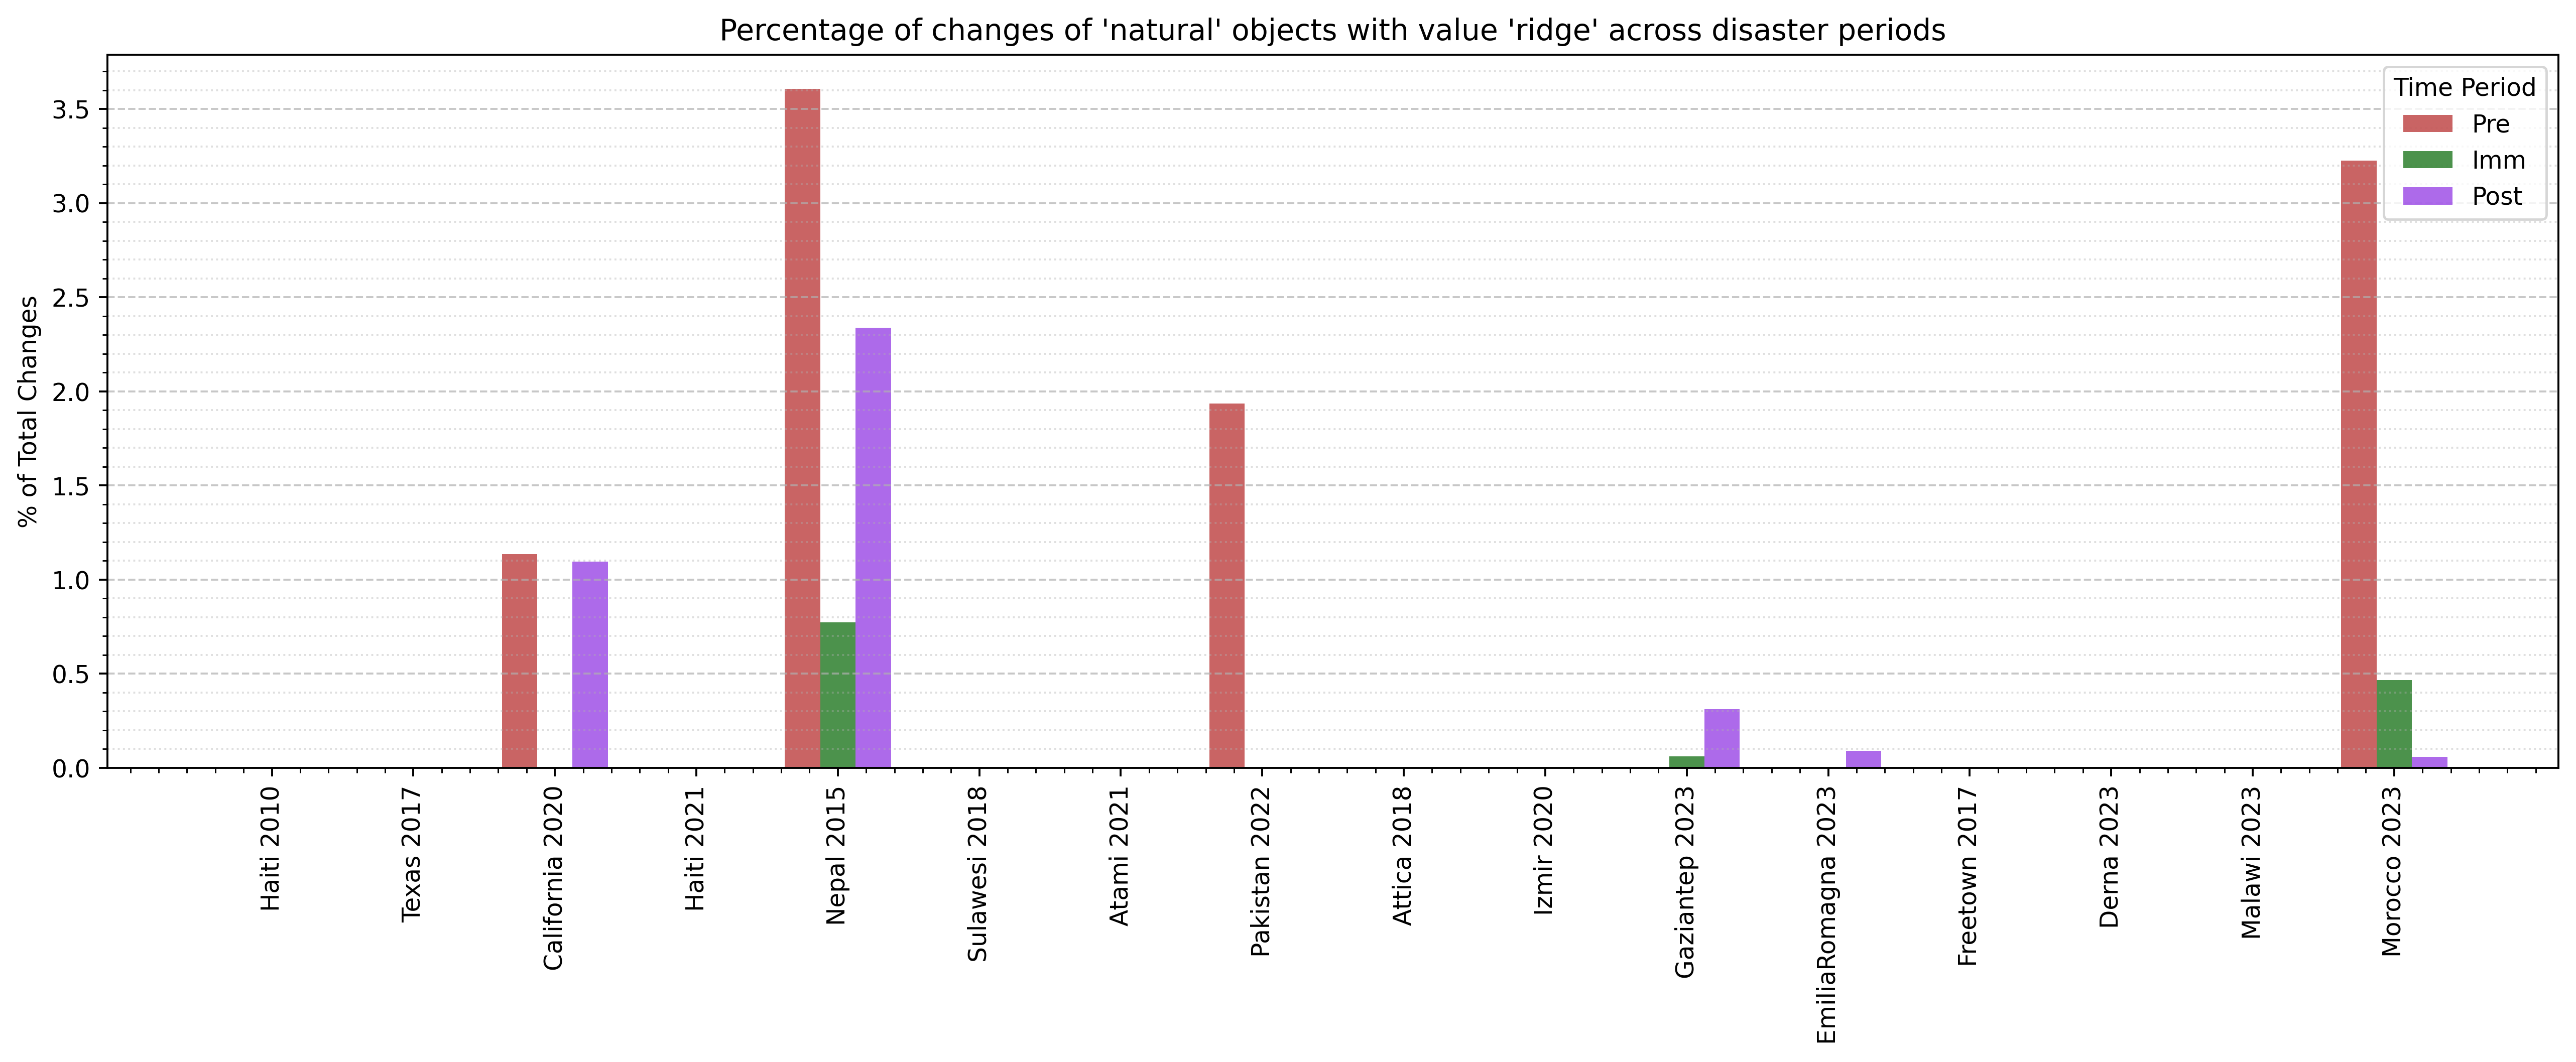 Percentage of changes of 'natural' objects with value 'ridge' across disaster periods
% of Total Changes
3.5
3.0
2.5
2.0
1.5
1.0
0.5
0.0
Time Period
Pre
Imm
Post
Haiti 2010
Texas 2017
California 2020
Haiti 2021
Nepal 2015
Sulawesi 2018
Atami 2021
Pakistan 2022
Attica 2018
Izmir 2020
Gaziantep 2023
EmiliaRomagna 2023
Freetown 2017
Derna 2023
Malawi 2023
Morocco 2023